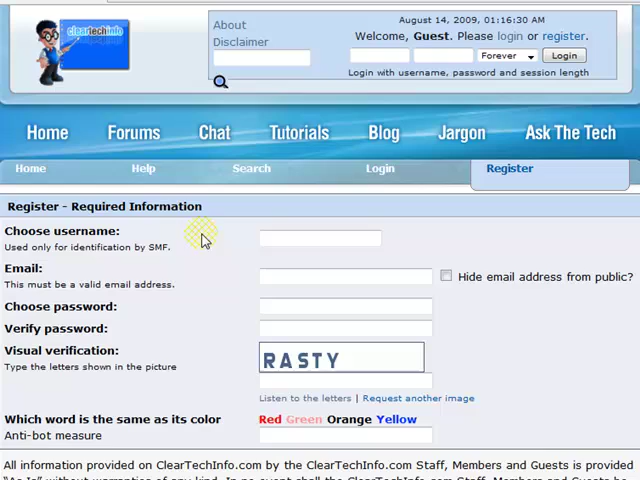 cleartechinfo
About
Disclaimer
August 14, 2009, 01:16:30 AM
Welcome, Guest. Please login or register.
Forever
Login
Login with username, password and session length
Home Forums Chat Tutorials Blog Jargon Ask The Tech
Home Help Search Login Register
Register - Required Information
Choose username:
Used only for identification by SMF.
Email:
This must be a valid email address.
Hide email address from public?
Choose password:
Verify password:
Visual verification:
Type the letters shown in the picture
RASTY
Listen to the letters | Request another image
Which word is the same as its color
Anti-bot measure
Red Green Orange Yellow
All information provided on ClearTechInfo.com by the ClearTechInfo.com Staff, Members and Guests is provided